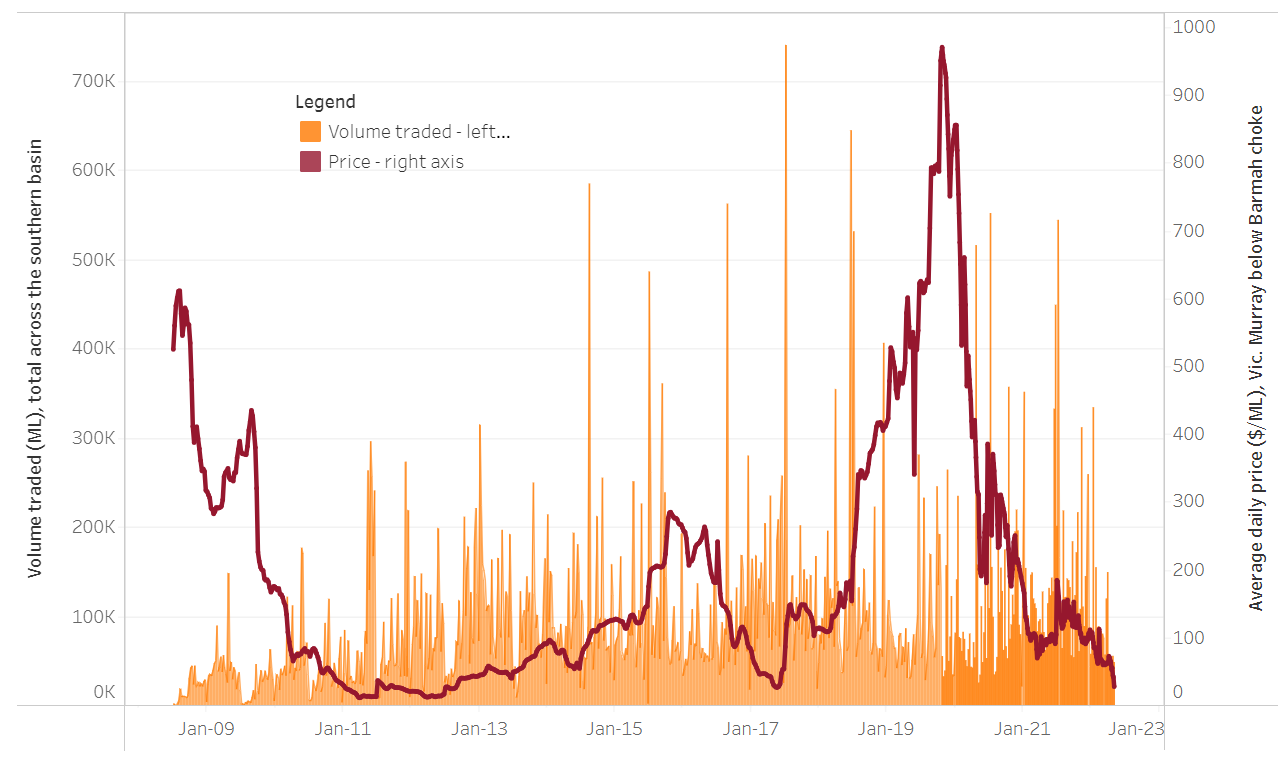 Legend
Volume traded - left...
Price - right axis
Volume traded (ML), total across the southern basin
700K
600K
500K
400K
300K
200K
100K
0K
1000
900
800
700
600
500
400
300
200
100
0
Average daily price ($/ML), Vic. Murray below Barmah choke
Jan-09
Jan-11
Jan-13
Jan-15
Jan-17
Jan-19
Jan-21
Jan-23